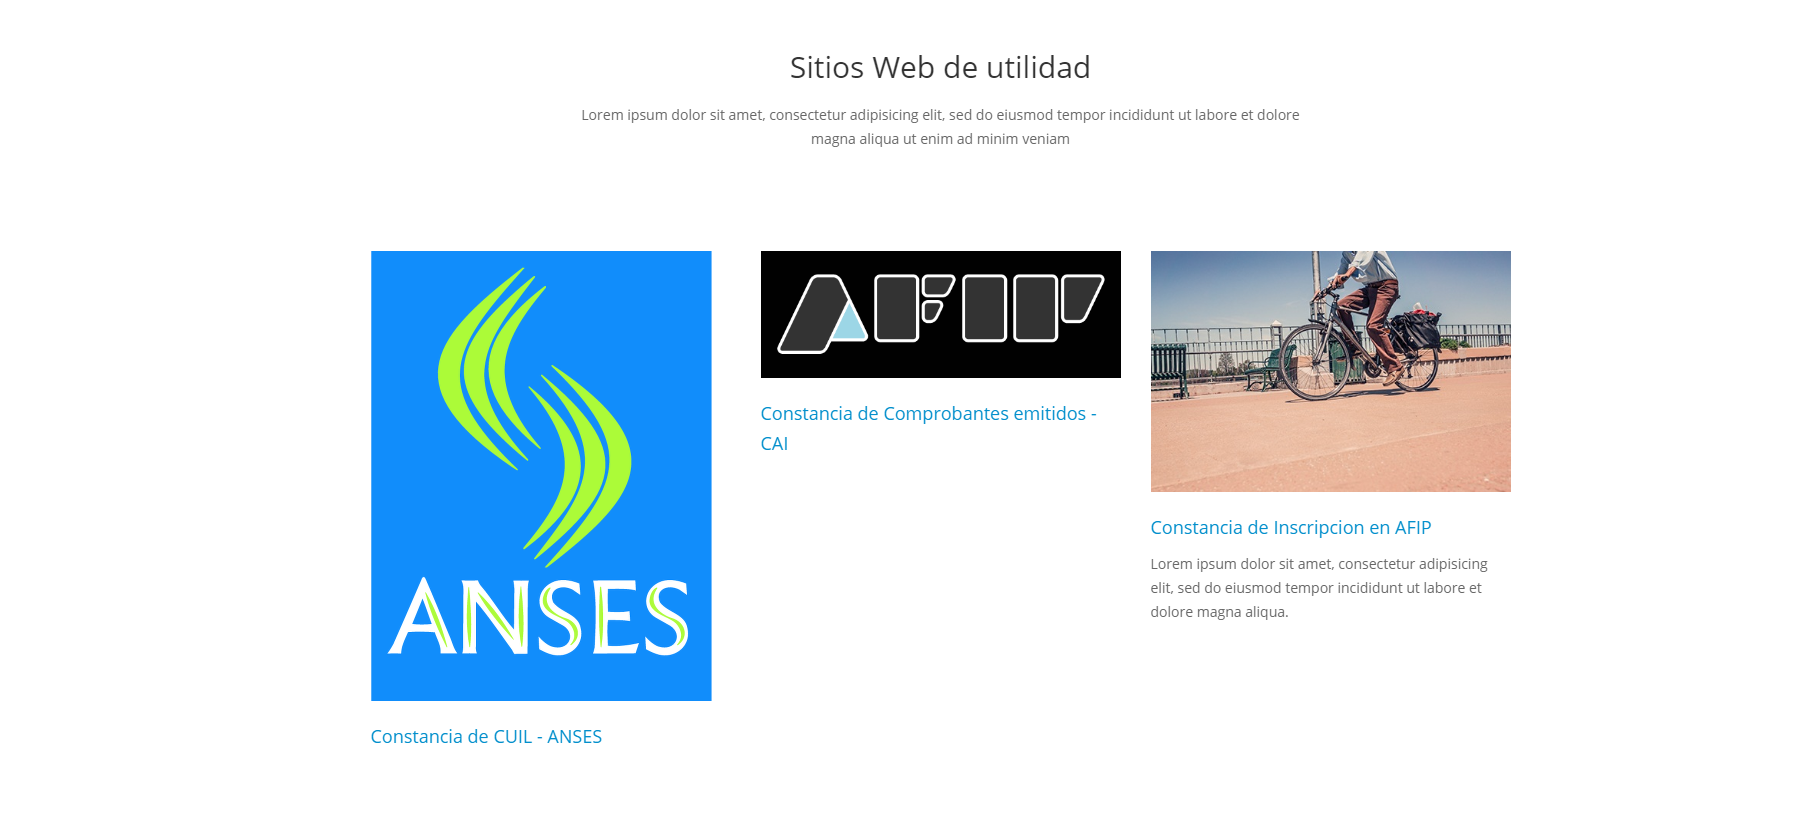 Sitios Web de utilidad
Lorem ipsum dolor sit amet, consectetur adipisicing elit, sed do eiusmod tempor incididunt ut labore et dolore
magna aliqua ut enim ad minim veniam
ANSES
Constancia de CUIL - ANSES
AFIP
Constancia de Comprobantes emitidos -
CAI
Constancia de Inscripcion en AFIP
Lorem ipsum dolor sit amet, consectetur adipisicing
elit, sed do eiusmod tempor incididunt ut labore et
dolore magna aliqua.